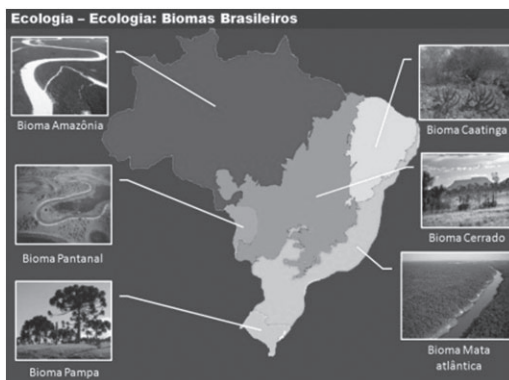 Ecologia – Ecologia: Biomas Brasileiros
Bioma Amazônia
Bioma Caatinga
Bioma Pantanal
Bioma Cerrado
Bioma Pampa
Bioma Mata
atlântica